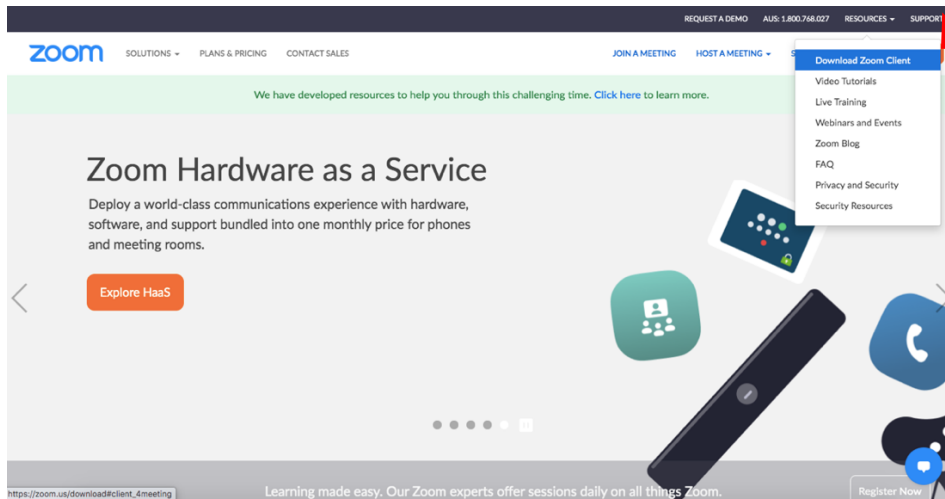 REQUEST A DEMO AUS: 1.800.768.027 RESOURCES SUPPORT
zoom SOLUTIONS PLANS & PRICING CONTACT SALES JOIN A MEETING HOST A MEETING
Download Zoom Client
Video Tutorials
Live Training
Webinars and Events
Zoom Blog
FAQ
Privacy and Security
Security Resources
We have developed resources to help you through this challenging time. Click here to learn more.
Zoom Hardware as a Service
Deploy a world-class communications experience with hardware,
software, and support bundled into one monthly price for phones
and meeting rooms.
Explore HaaS
Learning made easy. Our Zoom experts offer sessions daily on all things Zoom.
Register Now
https://zoom.us/download#client_4meeting